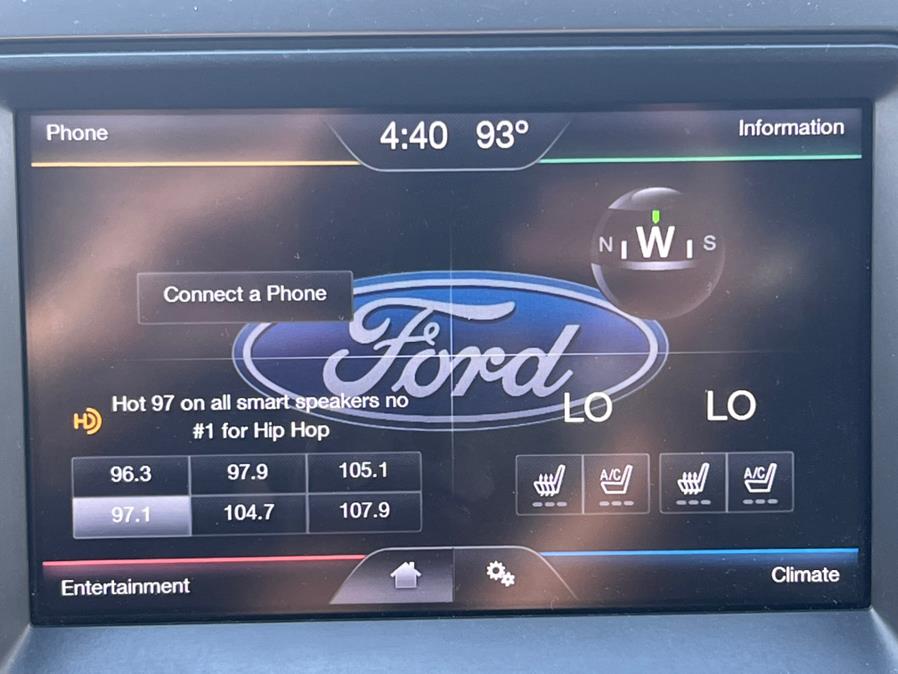 Phone
4:40 93°
Information
N W S
Connect a Phone
Ford
Hot 97 on all smart speakers no
#1 for Hip Hop
HD
LO LO
96.3 97.9 105.1
97.1 104.7 107.9
A/C A/C
Entertainment
Climate